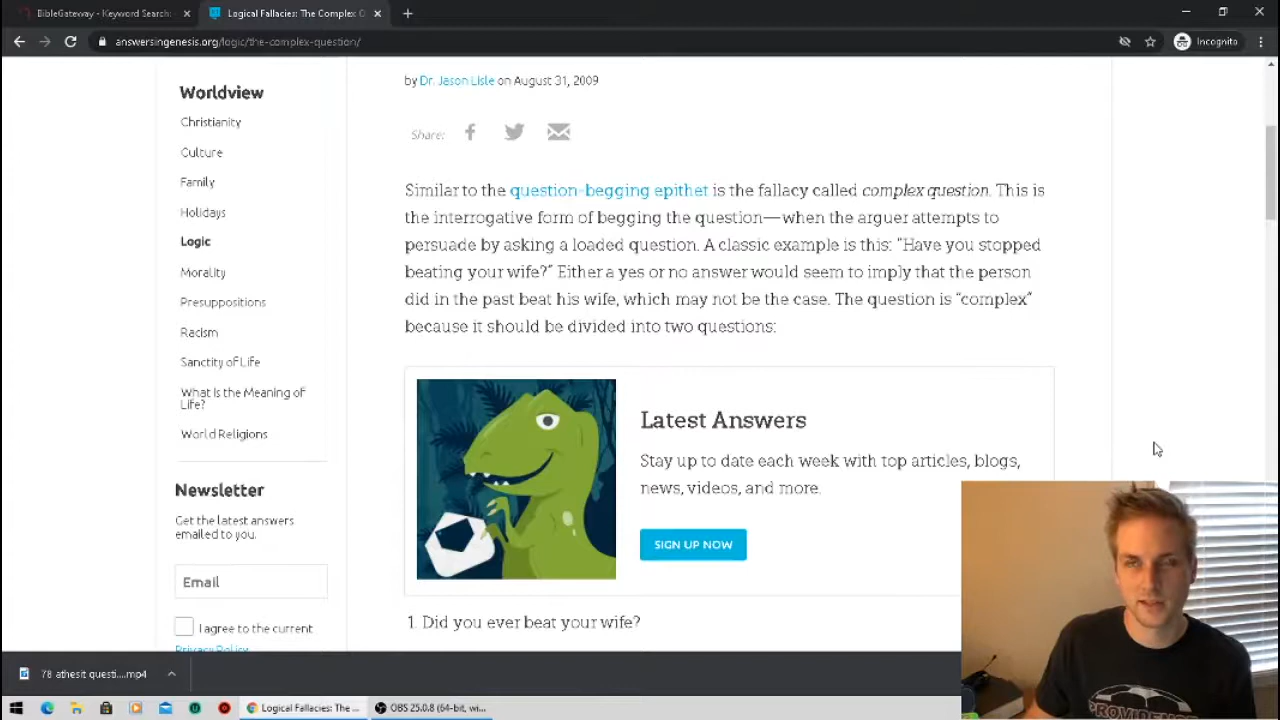 BibleGateway - Keyword Search:
Logical Fallacies: The Complex Q
answersingenesis.org/logic/the-complex-question/
Incognito
Worldview
Christianity
Culture
Family
Holidays
Logic
Morality
Presuppositions
Racism
Sanctity of Life
What Is the Meaning of
Life?
World Religions
Newsletter
Get the latest answers
emailed to you.
Email
I agree to the current
Privacy Policy
by Dr. Jason Lisle on August 31, 2009
Share:
Similar to the question-begging epithet is the fallacy called complex question. This is
the interrogative form of begging the question—when the arguer attempts to
persuade by asking a loaded question. A classic example is this: “Have you stopped
beating your wife?” Either a yes or no answer would seem to imply that the person
did in the past beat his wife, which may not be the case. The question is “complex”
because it should be divided into two questions:
Latest Answers
Stay up to date each week with top articles, blogs,
news, videos, and more.
SIGN UP NOW
1. Did you ever beat your wife?
PROVIDENCE
78 athesit questi....mp4
Logical Fallacies: The ...
OBS 25.0.8 (64-bit, wi...